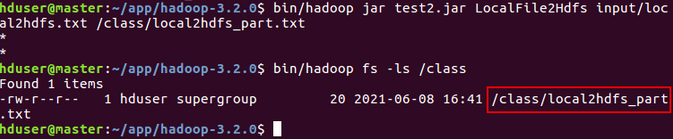 hduser@master:~/app/hadoop-3.2.0$ bin/hadoop jar test2.jar LocalFile2Hdfs input/loc
al2hdfs.txt /class/local2hdfs_part.txt
*
*
hduser@master:~/app/hadoop-3.2.0$ bin/hadoop fs -ls /class
Found 1 items
-rw-r--r--   1 hduser supergroup         20 2021-06-08 16:41 /class/local2hdfs_part
.txt
hduser@master:~/app/hadoop-3.2.0$